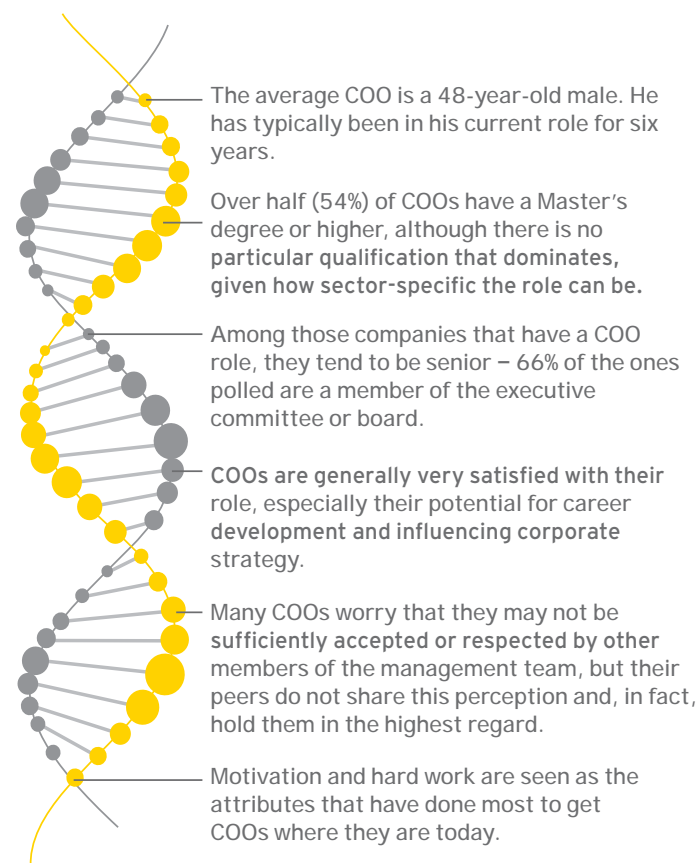 The average COO is a 48-year-old male. He
has typically been in his current role for six
years.
Over half (54%) of COOs have a Master's
degree or higher, although there is no
particular qualification that dominates,
given how sector-specific the role can be.
Among those companies that have a COO
role, they tend to be senior – 66% of the ones
polled are a member of the executive
committee or board.
COOs are generally very satisfied with their
role, especially their potential for career
development and influencing corporate
strategy.
Many COOs worry that they may not be
sufficiently accepted or respected by other
members of the management team, but their
peers do not share this perception and, in fact,
hold them in the highest regard.
Motivation and hard work are seen as the
attributes that have done most to get
COOs where they are today.